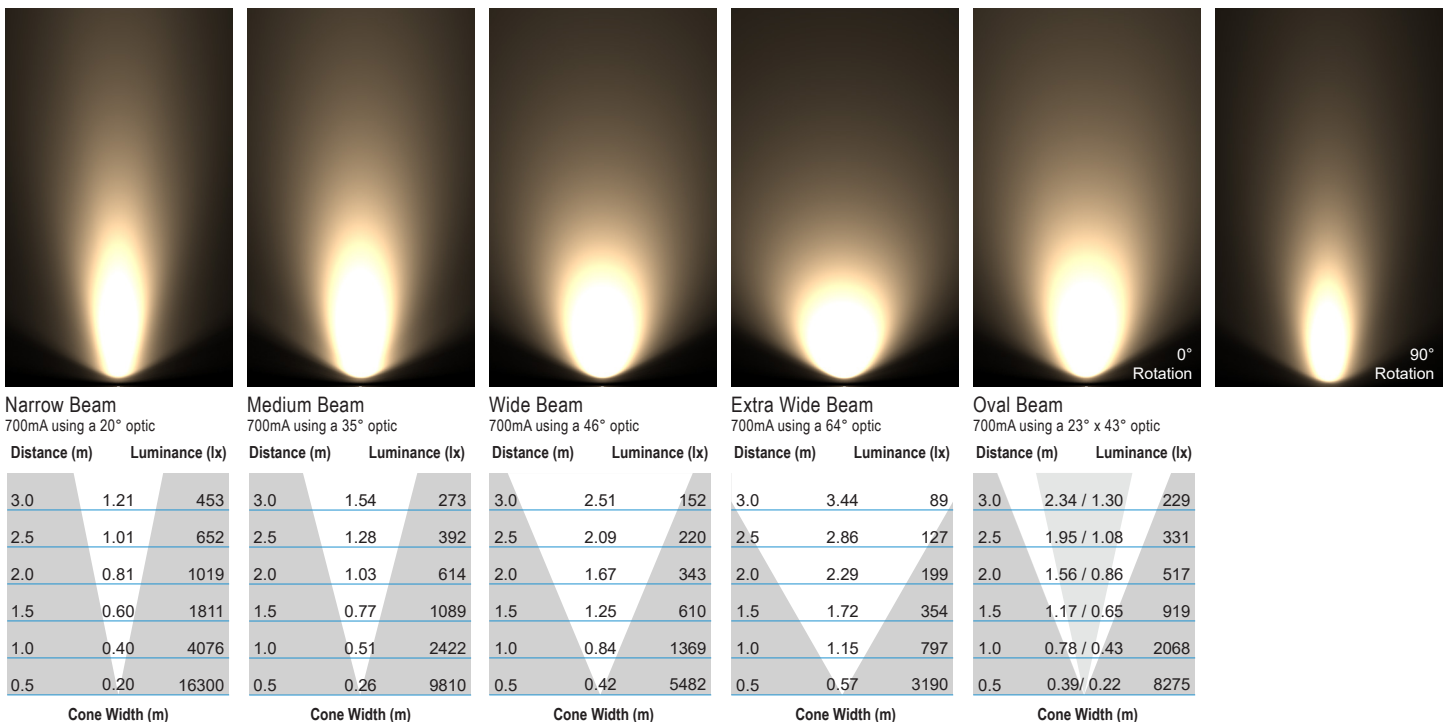 0°
Rotation
90°
Rotation
Narrow Beam
700mA using a 20° optic
Distance (m) Luminance (lx)
3.0 1.21 453
2.5 1.01 652
2.0 0.81 1019
1.5 0.60 1811
1.0 0.40 4076
0.5 0.20 16300
Cone Width (m)
Medium Beam
700mA using a 35° optic
Distance (m) Luminance (lx)
3.0 1.54 273
2.5 1.28 392
2.0 1.03 614
1.5 0.77 1089
1.0 0.51 2422
0.5 0.26 9810
Cone Width (m)
Wide Beam
700mA using a 46° optic
Distance (m) Luminance (lx)
3.0 2.51 152
2.5 2.09 220
2.0 1.67 343
1.5 1.25 610
1.0 0.84 1369
0.5 0.42 5482
Cone Width (m)
Extra Wide Beam
700mA using a 64° optic
Distance (m) Luminance (lx)
3.0 3.44 89
2.5 2.86 127
2.0 2.29 199
1.5 1.72 354
1.0 1.15 797
0.5 0.57 3190
Cone Width (m)
Oval Beam
700mA using a 23° x 43° optic
Distance (m) Luminance (lx)
3.0 2.34 / 1.30 229
2.5 1.95 / 1.08 331
2.0 1.56 / 0.86 517
1.5 1.17 / 0.65 919
1.0 0.78 / 0.43 2068
0.5 0.39/ 0.22 8275
Cone Width (m)